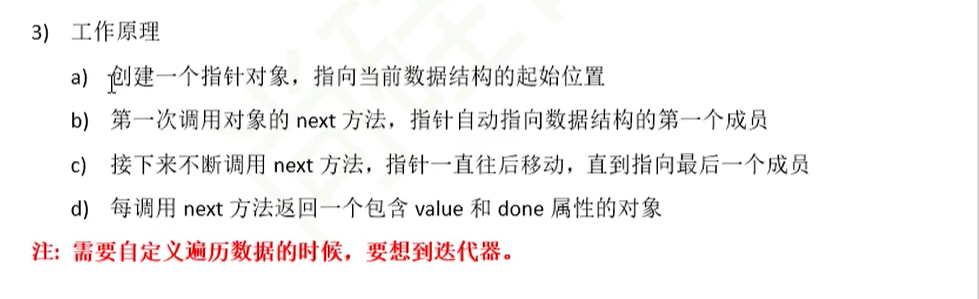 3) 工作原理
a) 创建一个指针对象，指向当前数据结构的起始位置
b) 第一次调用对象的 next 方法，指针自动指向数据结构的第一个成员
c) 接下来不断调用 next 方法，指针一直往后移动，直到指向最后一个成员
d) 每调用 next 方法返回一个包含 value 和 done 属性的对象
注: 需要自定义遍历数据的时候，要想到迭代器。